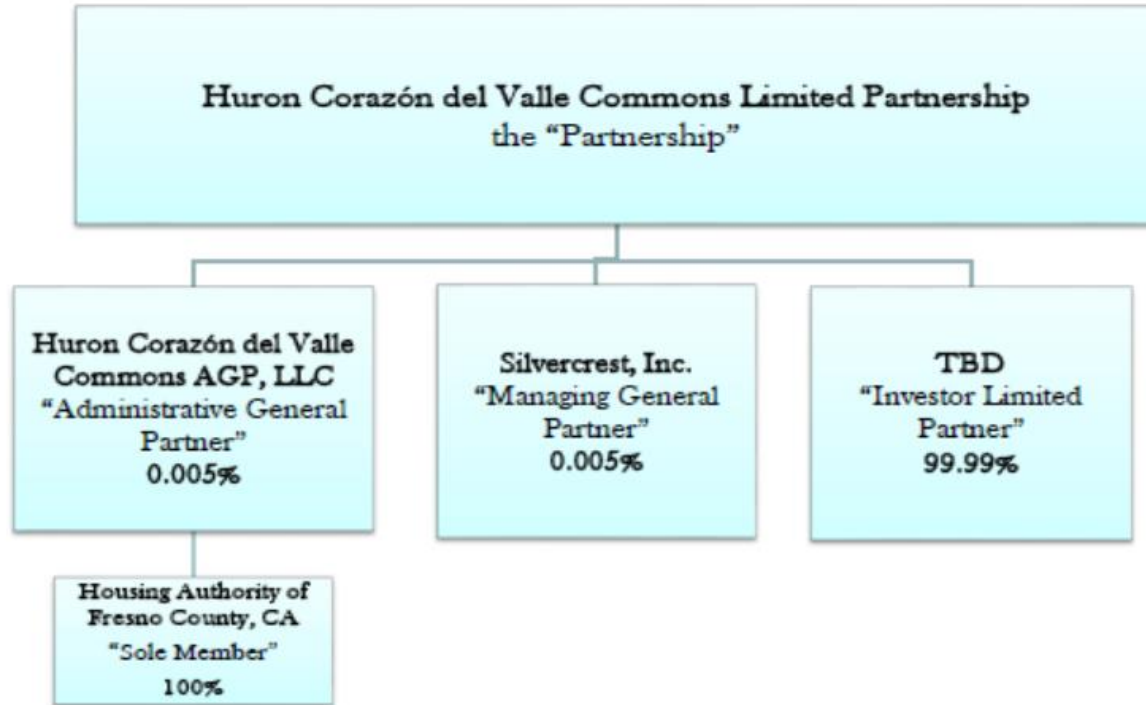 Huron Corazón del Valle Commons Limited Partnership
the “Partnership”
Huron Corazón del Valle
Commons AGP, LLC
“Administrative General
Partner”
0.005%
Silvercrest, Inc.
“Managing General
Partner”
0.005%
TBD
“Investor Limited
Partner”
99.99%
Housing Authority of
Fresno County, CA
“Sole Member”
100%